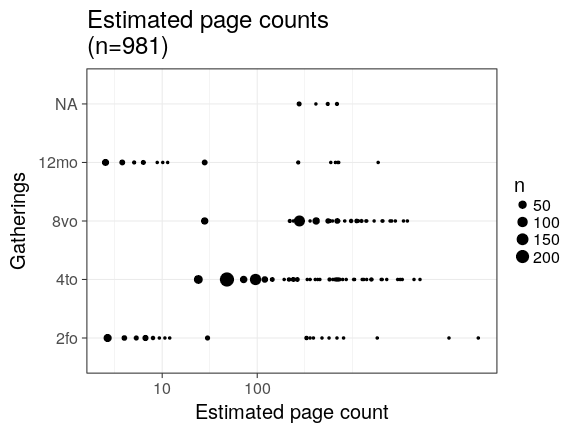 Estimated page counts
(n=981)
NA
12mo
8vo
4to
2fo
Gatherings
10
100
Estimated page count
n
50
100
150
200